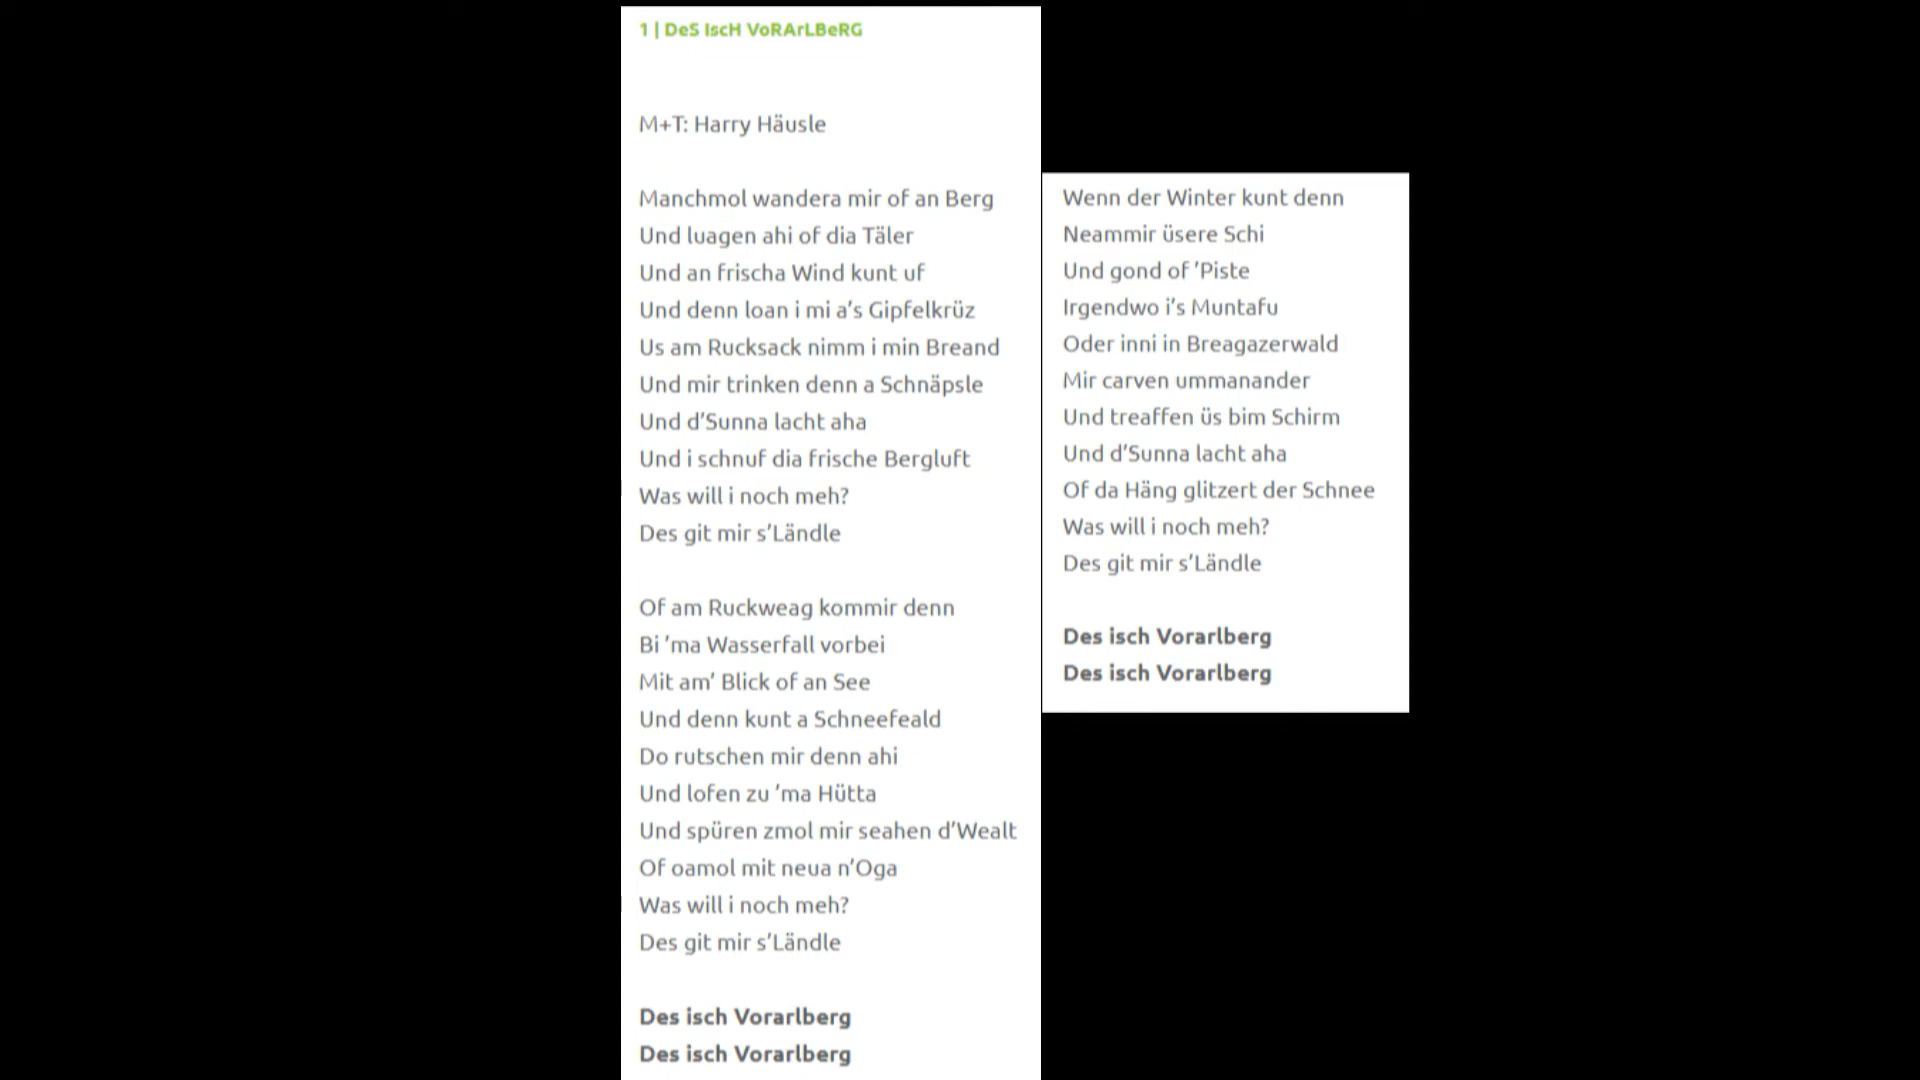 1 | DeS IscH VoRArLBeRG
M+T: Harry Häusle
Manchmol wandera mir of an Berg
Und luagen ahi of dia Täler
Und an frischa Wind kunt uf
Und denn loan i mi a’s Gipfelkrüz
Us am Rucksack nimm i min Breand
Und mir trinken denn a Schnäpsle
Und d’Sunna lacht aha
Und i schnuf dia frische Bergluft
Was will i noch meh?
Des git mir s’Ländle
Of am Ruckweag kommir denn
Bi ’ma Wasserfall vorbei
Mit am’ Blick of an See
Und denn kunt a Schneefeald
Do rutschen mir denn ahi
Und lofen zu ’ma Hütta
Und spüren zmol mir seahen d’Wealt
Of oamol mit neua n’Oga
Was will i noch meh?
Des git mir s’Ländle
Des isch Vorarlberg
Des isch Vorarlberg
Wenn der Winter kunt denn
Neammir üsere Schi
Und gond of ’Piste
Irgendwo i’s Muntafu
Oder inni in Breagazerwald
Mir carven ummanander
Und treaffen üs bim Schirm
Und d’Sunna lacht aha
Of da Häng glitzert der Schnee
Was will i noch meh?
Des git mir s’Ländle
Des isch Vorarlberg
Des isch Vorarlberg